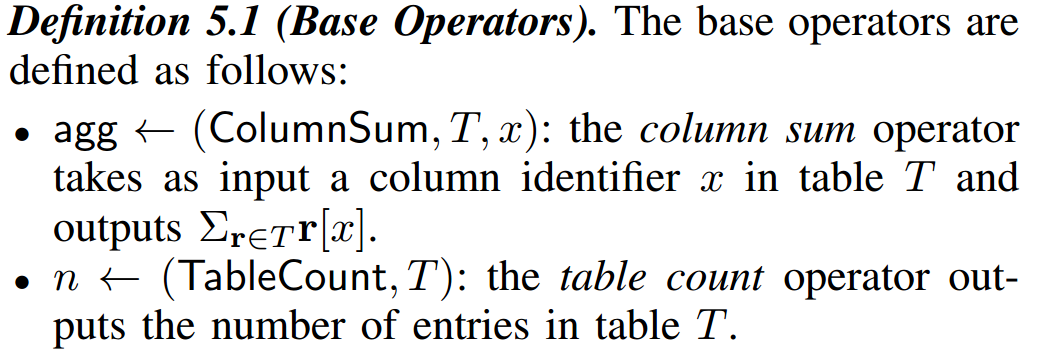 Definition 5.1 (Base Operators). The base operators are
defined as follows:
• agg ← (ColumnSum, T, x): the column sum operator
takes as input a column identifier x in table T and
outputs Σr∈Tr[x].
• n ← (TableCount, T): the table count operator out-
puts the number of entries in table T.